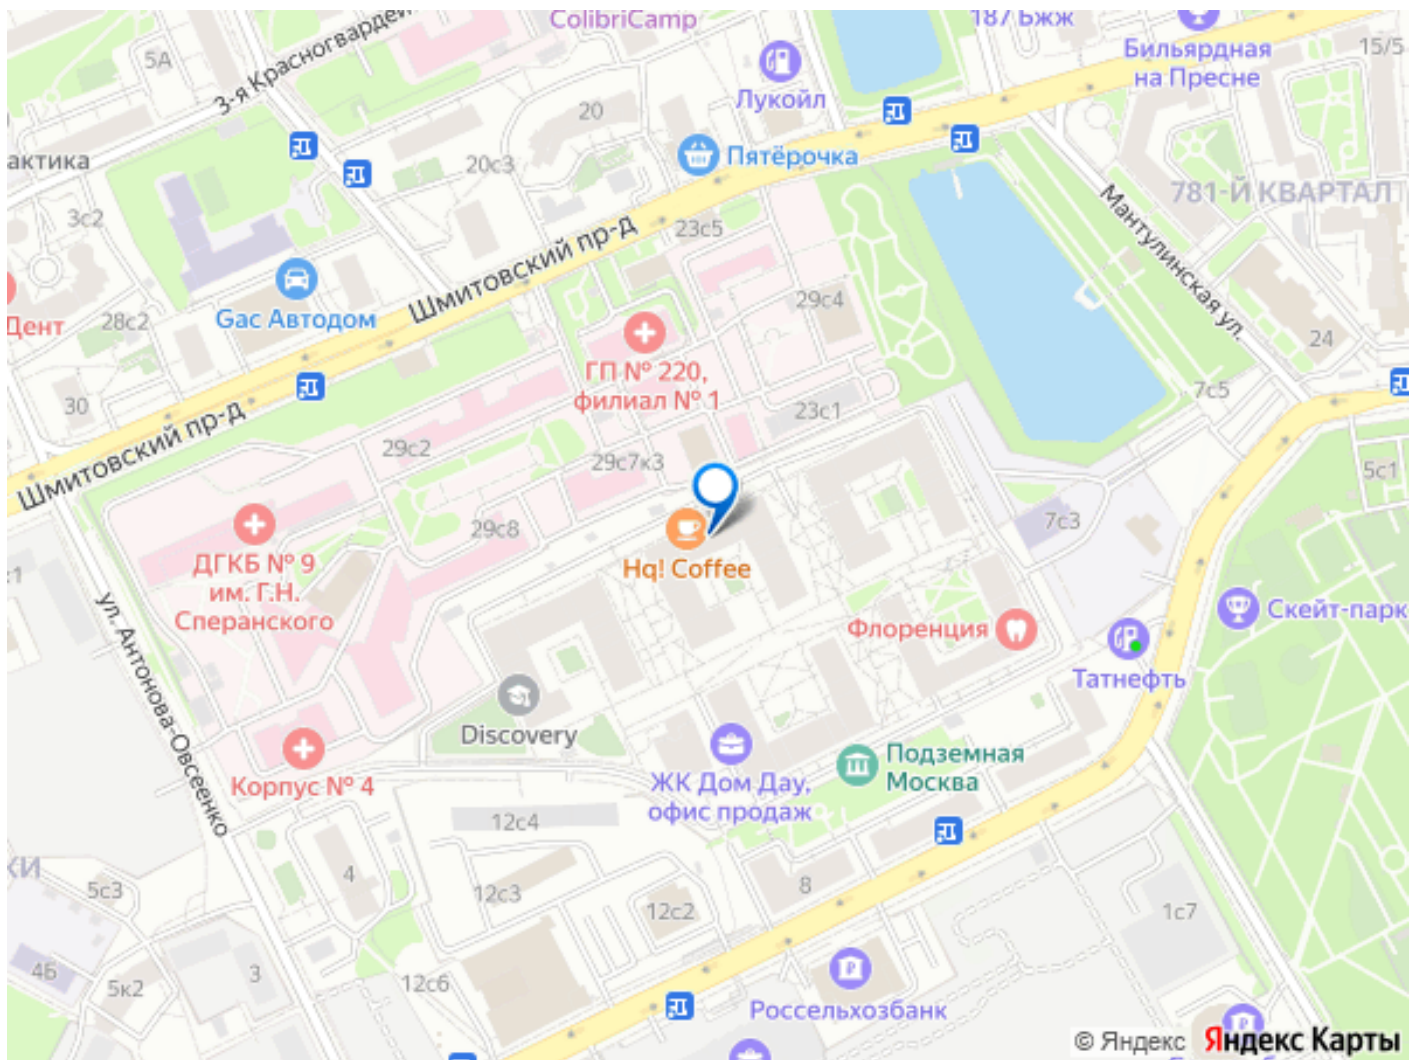 ColibriCamp
187 Бжж
Бильярдная
на Пресне
15/5
5А
3-я Красногвардей
Лукойл
20
Пятёрочка
актика
20с3
781-Й КВАРТАЛ
Мантулинская ул.
3с2
23с5
Шмитовский пр-д
Gac Автодом
28с2
Дент
29с4
24
ГП № 220,
филиал № 1
7с5
30
23с1
Шмитовский пр-д
29с2
29с7к3
5с1
ДГКБ № 9
им. Г.Н.
Сперанского
29с8
7с3
Hq! Coffee
к1
ул. Антонова-Овсеенко
Флоренция
Скейт-парк
Татнефть
Discovery
Корпус № 4
ЖК Дом Дау,
офис продаж
Подземная
Москва
12с4
КИ
5с3
4
12с3
12с2
8
1с7
4Б
5к2
3
12с6
Россельхозбанк
© Яндекс
Яндекс Карты